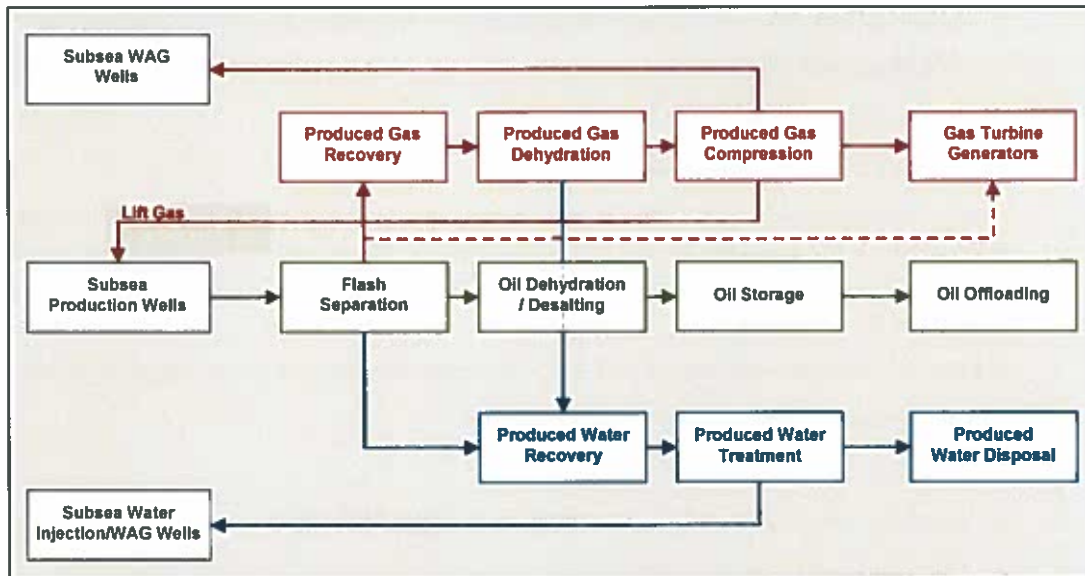 Subsea WAG
Wells
Produced Gas
Recovery
Produced Gas
Dehydration
Produced Gas
Compression
Gas Turbine
Generators
Lift Gas
Subsea
Production Wells
Flash
Separation
Oil Dehydration
/ Desalting
Oil Storage
Oil Offloading
Produced Water
Recovery
Produced Water
Treatment
Produced
Water Disposal
Subsea Water
Injection/WAG Wells